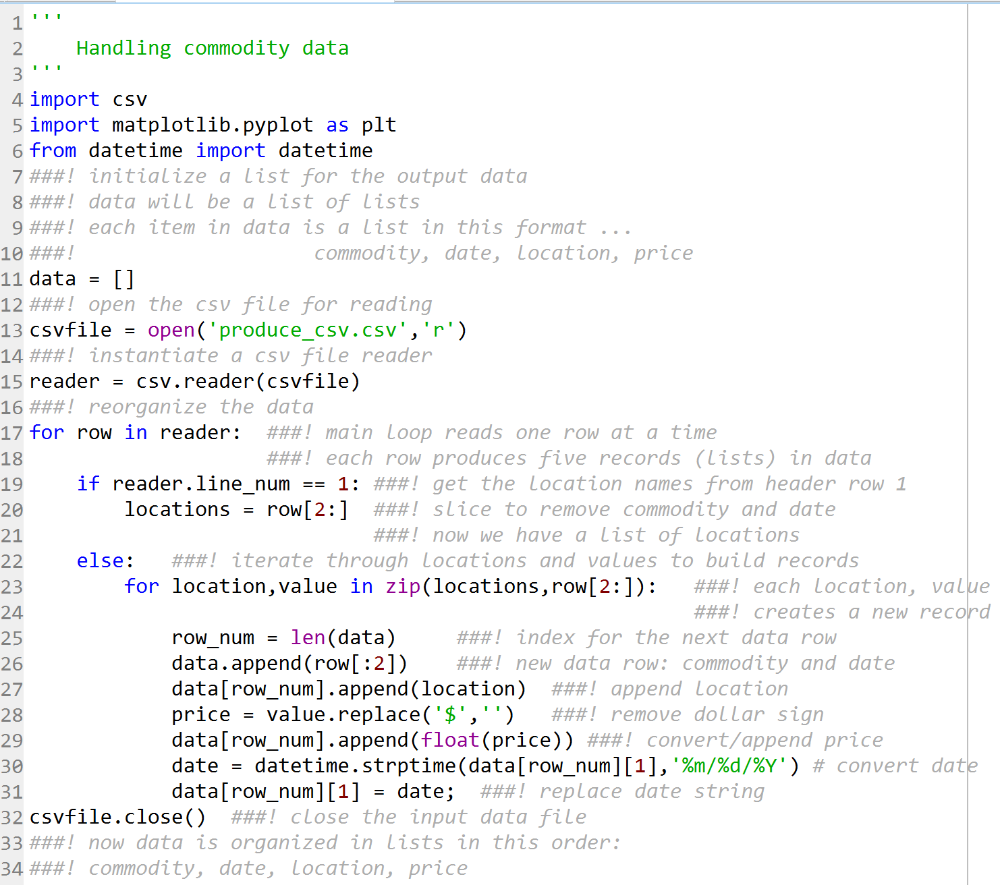 1 '''
2     Handling commodity data
3 '''
4 import csv
5 import matplotlib.pyplot as plt
6 from datetime import datetime
7 ###! initialize a list for the output data
8 ###! data will be a list of lists
9 ###! each item in data is a list in this format ...
10 ###!                    commodity, date, location, price
11 data = []
12 ###! open the csv file for reading
13 csvfile = open('produce_csv.csv','r')
14 ###! instantiate a csv file reader
15 reader = csv.reader(csvfile)
16 ###! reorganize the data
17 for row in reader:  ###! main loop reads one row at a time
18                     ###! each row produces five records (lists) in data
19     if reader.line_num == 1: ###! get the location names from header row 1
20         locations = row[2:]  ###! slice to remove commodity and date
21                              ###! now we have a list of locations
22     else:   ###! iterate through locations and values to build records
23         for location,value in zip(locations,row[2:]):   ###! each location, value
24                                                         ###! creates a new record
25             row_num = len(data)     ###! index for the next data row
26             data.append(row[:2])    ###! new data row: commodity and date
27             data[row_num].append(location)  ###! append location
28             price = value.replace('$','')   ###! remove dollar sign
29             data[row_num].append(float(price)) ###! convert/append price
30             date = datetime.strptime(data[row_num][1],'%m/%d/%Y') # convert date
31             data[row_num][1] = date;  ###! replace date string
32 csvfile.close()  ###! close the input data file
33 ###! now data is organized in lists in this order:
34 ###! commodity, date, location, price